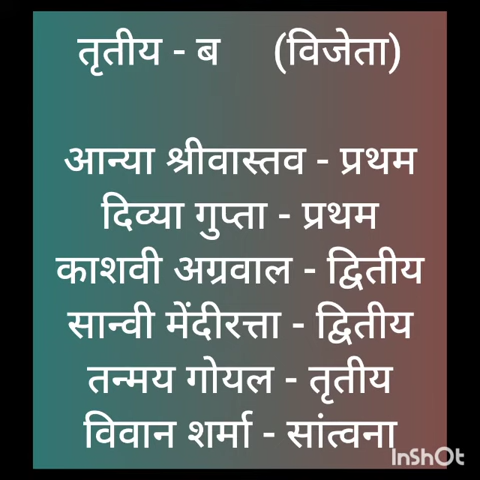 तृतीय - ब (विजेता)
आन्या श्रीवास्तव - प्रथम
दिव्या गुप्ता - प्रथम
काशवी अग्रवाल - द्वितीय
सान्वी मेंदीरत्ता - द्वितीय
तन्मय गोयल - तृतीय
विवान शर्मा - सांत्वना
InShOt